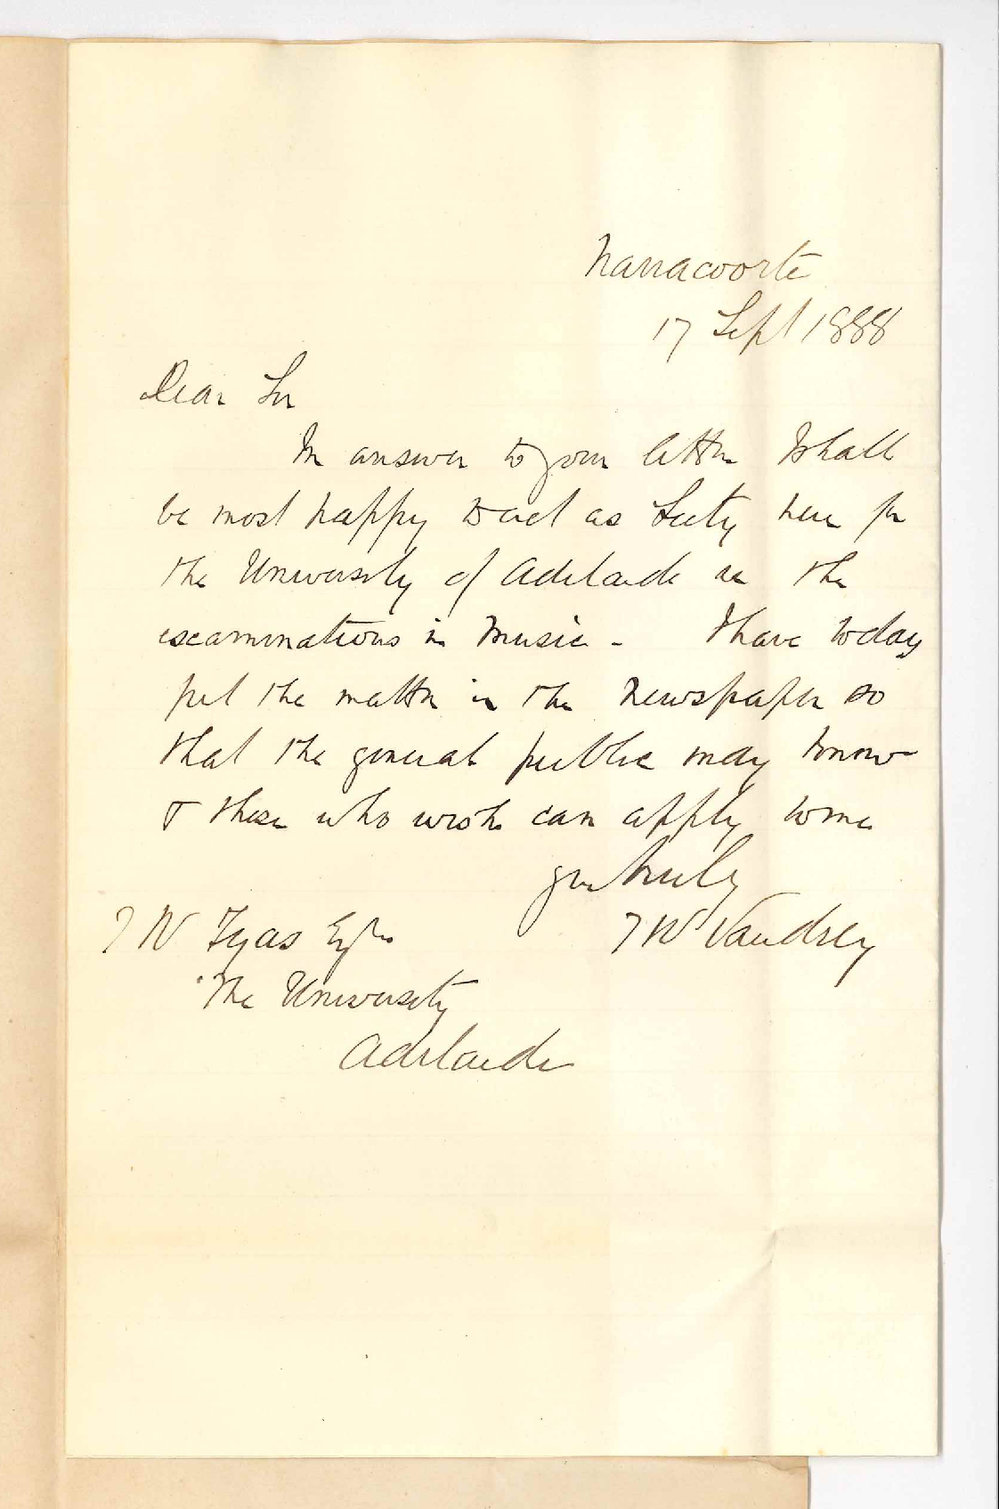 Narracoorte
17 Sept 1888
Dear Sir
In answer to your letter I shall
be most happy to act as Secty here for
the University of Adelaide re the
examinations in Music - I have today
put the matter in the newspaper so
that the general public may know
& those who wish can apply to me
yrs truly
J W Vaudrey
J W Tyas Esqre
The University
Adelaide